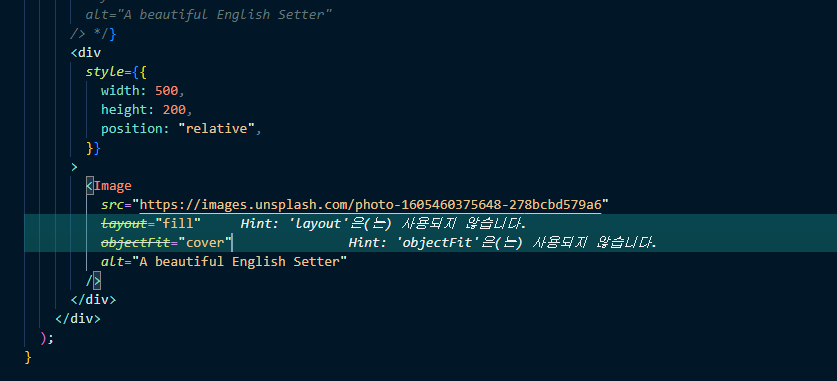 alt="A beautiful English Setter"
/> */}
<div
style={{
width: 500,
height: 200,
position: "relative",
}}
>
<Image
src="https://images.unsplash.com/photo-1605460375648-278bcbd579a6"
layout="fill" Hint: 'layout'은(는) 사용되지 않습니다.
objectFit="cover" Hint: 'objectFit'은(는) 사용되지 않습니다.
alt="A beautiful English Setter"
/>
</div>
</div>
);
}